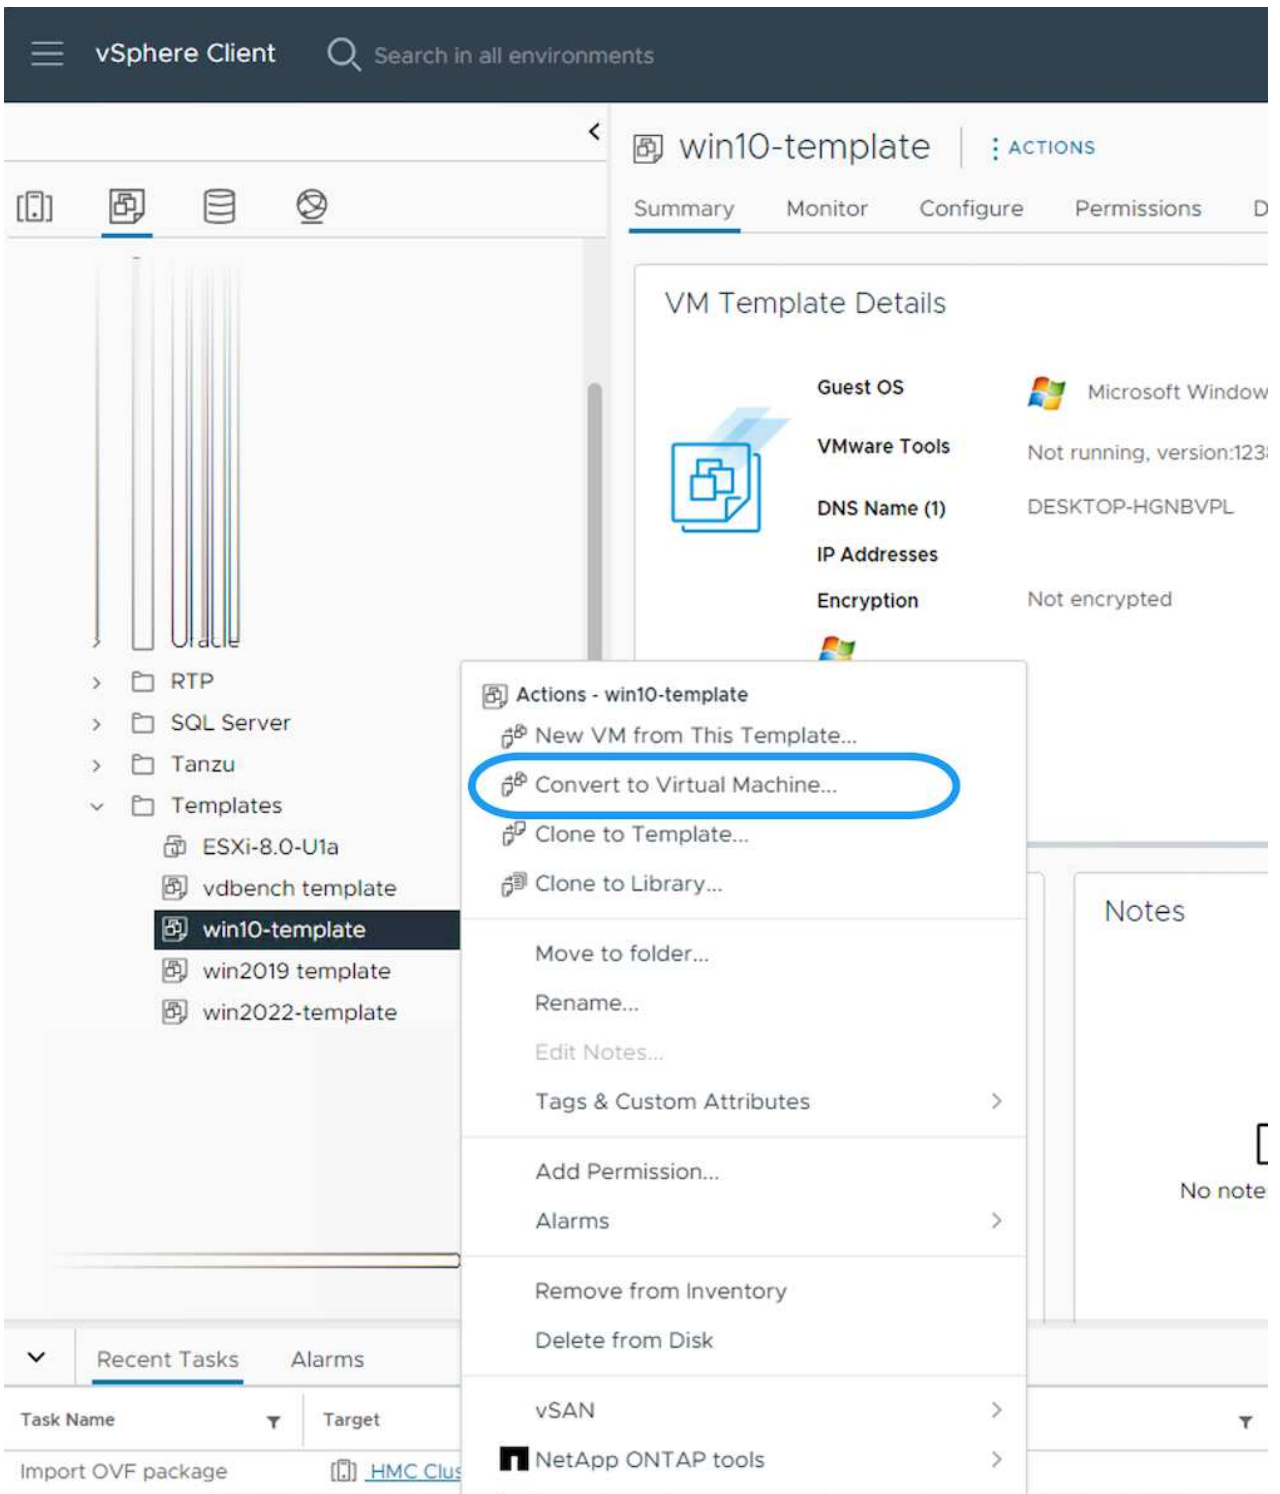 vSphere Client
Search in all environments
win10-template
ACTIONS
Summary Monitor Configure Permissions D
VM Template Details
Guest OS Microsoft Window
VMware Tools Not running, version:123
DNS Name (1) DESKTOP-HGNBVPL
IP Addresses
Encryption Not encrypted
Oracle
RTP
SQL Server
Tanzu
Templates
ESXi-8.0-U1a
vdbench template
win10-template
win2019 template
win2022-template
Actions - win10-template
New VM from This Template...
Convert to Virtual Machine...
Clone to Template...
Clone to Library...
Move to folder...
Rename...
Edit Notes...
Tags & Custom Attributes
Add Permission...
Alarms
Remove from Inventory
Delete from Disk
vSAN
NetApp ONTAP tools
Notes
No note
Recent Tasks Alarms
Task Name Target
Import OVF package HMC Clus